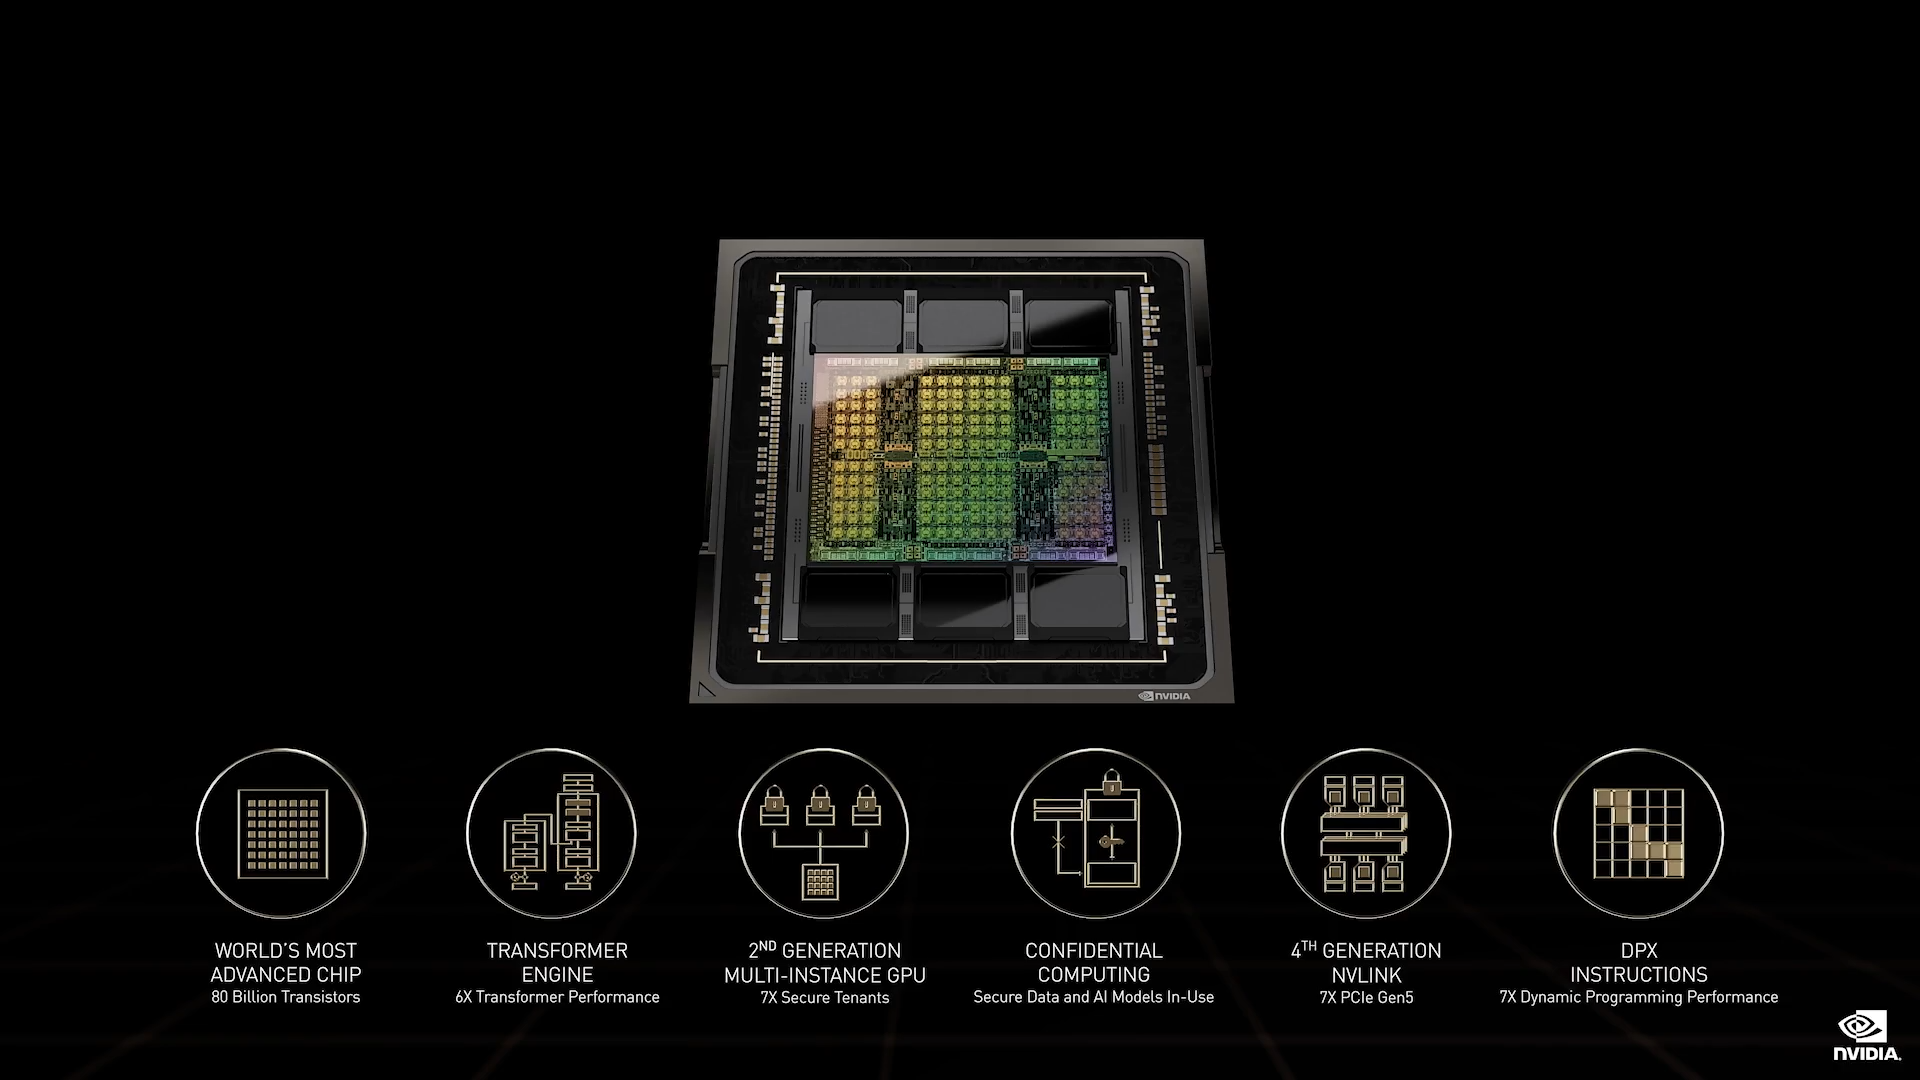 NVIDIA
WORLD'S MOST
ADVANCED CHIP
80 Billion Transistors
TRANSFORMER
ENGINE
6X Transformer Performance
2ND GENERATION
MULTI-INSTANCE GPU
7X Secure Tenants
CONFIDENTIAL
COMPUTING
Secure Data and AI Models In-Use
4TH GENERATION
NVLINK
7X PCIe Gen5
DPX
INSTRUCTIONS
7X Dynamic Programming Performance
NVIDIA.